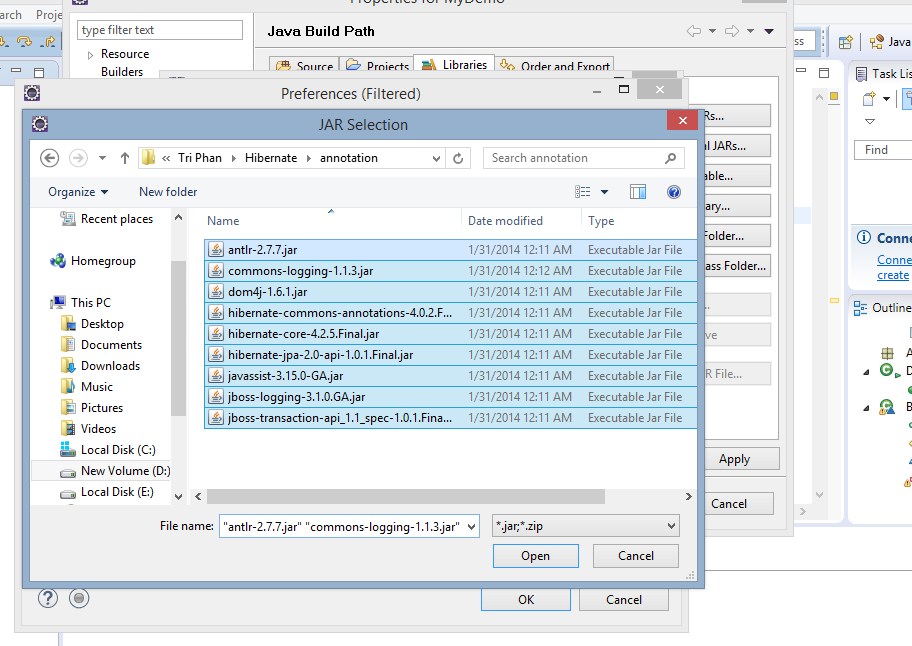 Properties for MyDemo
arch Proje
type filter text
Java Build Path
Resource
Builders
Source Projects Libraries Order and Export
Java
Task Lis
Preferences (Filtered)
JAR Selection
Rs...
« Tri Phan Hibernate annotation
Search annotation
al JARs...
Find
Organize New folder
able...
Recent places
Name Date modified Type
ary...
Homegroup
Folder...
Conne
antlr-2.7.7.jar 1/31/2014 12:11 AM Executable Jar File
Conne
commons-logging-1.1.3.jar 1/31/2014 12:12 AM Executable Jar File
ass Folder...
create
dom4j-1.6.1.jar 1/31/2014 12:11 AM Executable Jar File
This PC
Outline
hibernate-commons-annotations-4.0.2.F... 1/31/2014 12:11 AM Executable Jar File
Desktop
hibernate-core-4.2.5.Final.jar 1/31/2014 12:11 AM Executable Jar File
ve
Documents
hibernate-jpa-2.0-api-1.0.1.Final.jar 1/31/2014 12:11 AM Executable Jar File
Downloads
javassist-3.15.0-GA.jar 1/31/2014 12:11 AM Executable Jar File
R File...
Music
jboss-logging-3.1.0.GA.jar 1/31/2014 12:11 AM Executable Jar File
Pictures
jboss-transaction-api_1.1_spec-1.0.1.Fina... 1/31/2014 12:11 AM Executable Jar File
Videos
Local Disk (C:)
Apply
New Volume (D:)
Local Disk (E:)
Cancel
File name: "antlr-2.7.7.jar" "commons-logging-1.1.3.jar" *.jar;*.zip
Open Cancel
OK Cancel